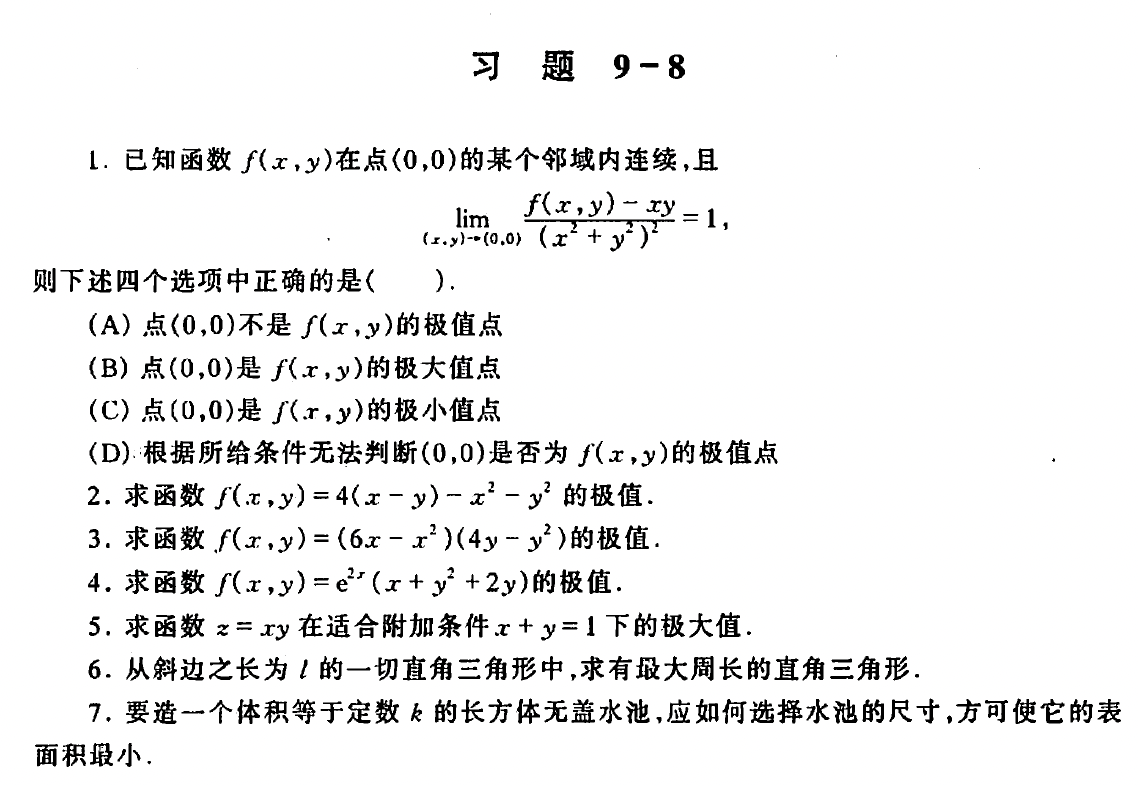 习 题 9-8
1. 已知函数 f(x,y)在点(0,0)的某个邻域内连续,且
lim_{(x,y)→(0,0)} \frac{f(x,y)-xy}{(x²+y²)²}=1,
则下述四个选项中正确的是( ).
(A) 点(0,0)不是 f(x,y)的极值点
(B) 点(0,0)是 f(x,y)的极大值点
(C) 点(0,0)是 f(x,y)的极小值点
(D) 根据所给条件无法判断(0,0)是否为 f(x,y)的极值点
2. 求函数 f(x,y)=4(x-y)-x²-y² 的极值.
3. 求函数 f(x,y)=(6x-x²)(4y-y²)的极值.
4. 求函数 f(x,y)=e^{2x}(x+y²+2y)的极值.
5. 求函数 z=xy 在适合附加条件 x+y=1 下的极大值.
6. 从斜边之长为 l 的一切直角三角形中,求有最大周长的直角三角形.
7. 要造一个体积等于定数 k 的长方体无盖水池,应如何选择水池的尺寸,方可使它的表
面积最小.